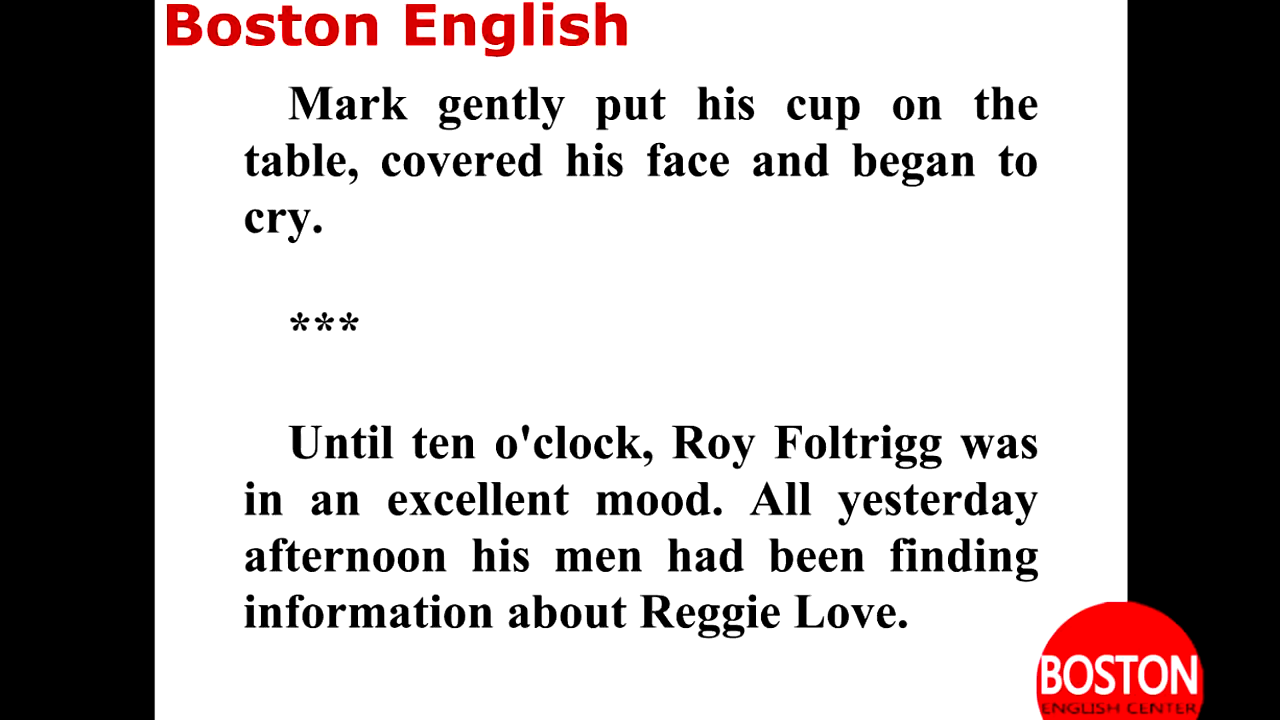 Boston English
Mark gently put his cup on the
table, covered his face and began to
cry.
***
Until ten o'clock, Roy Foltrigg was
in an excellent mood. All yesterday
afternoon his men had been finding
information about Reggie Love.
BOSTON
ENGLISH CENTER